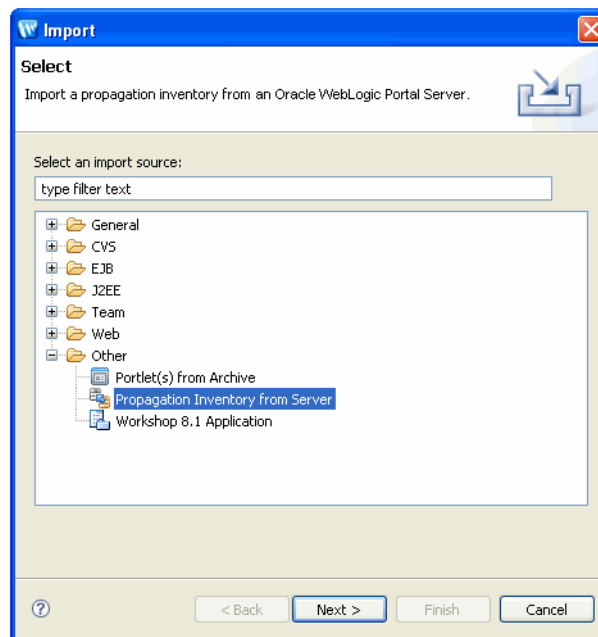 Import
Select
Import a propagation inventory from an Oracle WebLogic Portal Server.
Select an import source:
type filter text
General
CVS
EJB
J2EE
Team
Web
Other
Portlet(s) from Archive
Propagation Inventory from Server
Workshop 8.1 Application
< Back Next > Finish Cancel